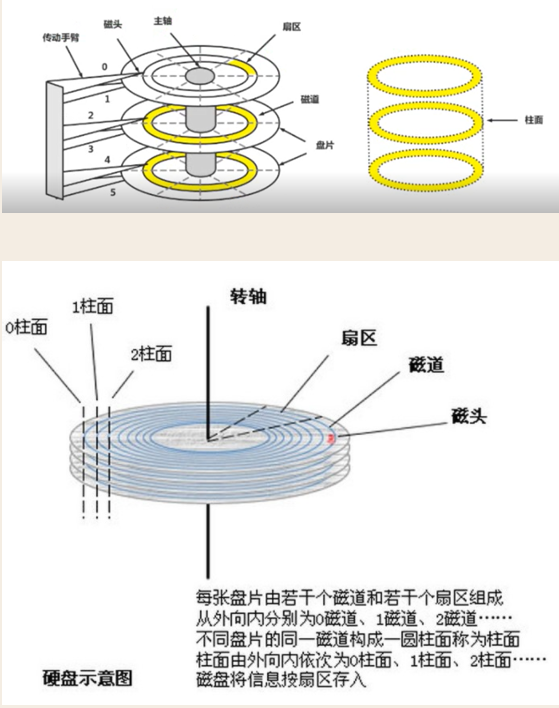 主轴
磁头
扇区
传动手臂
0
1
磁道
2
柱面
3
盘片
4
5
转轴
1柱面
0柱面
扇区
2柱面
磁道
磁头
每张盘片由若干个磁道和若干个扇区组成
从外向内分别为0磁道、1磁道、2磁道……
不同盘片的同一磁道构成一圆柱面称为柱面
柱面由外向内依次为0柱面、1柱面、2柱面……
硬盘示意图
磁盘将信息按扇区存入